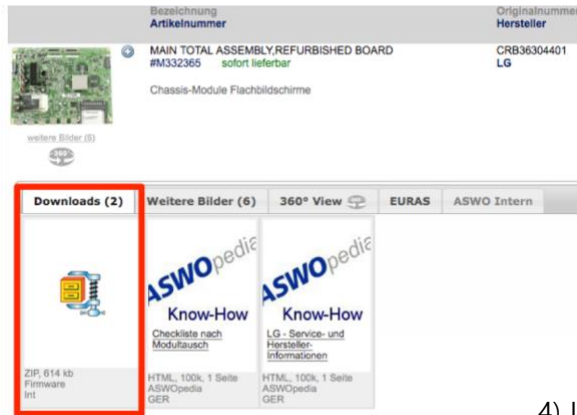 Bezeichnung
Artikelnummer
Originalnummer
Hersteller
MAIN TOTAL ASSEMBLY,REFURBISHED BOARD
CRB36304401
#M332365 sofort lieferbar
LG
Chassis-Module Flachbildschirme
weitere Bilder (6)
360°
Downloads (2) Weitere Bilder (6) 360° View EURAS ASWO Intern
ASWOpedia
Know-How
Checkliste nach
Modultausch
ASWOpedia
Know-How
LG - Service- und
Hersteller-
Informationen
ZIP, 614 kb
Firmware
Int
HTML, 100k, 1 Seite
ASWOpedia
GER
HTML, 100k, 1 Seite
ASWOpedia
GER
4)